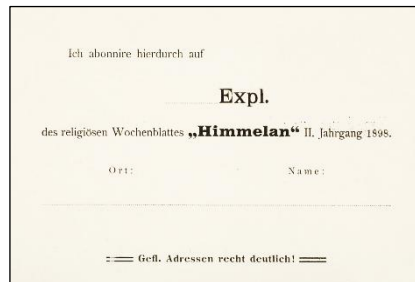 Ich abonnire hierdurch auf
Expl.
des religiösen Wochenblattes „Himmelan“ II. Jahrgang 1898.
Ort: Name:
Gefl. Adressen recht deutlich!